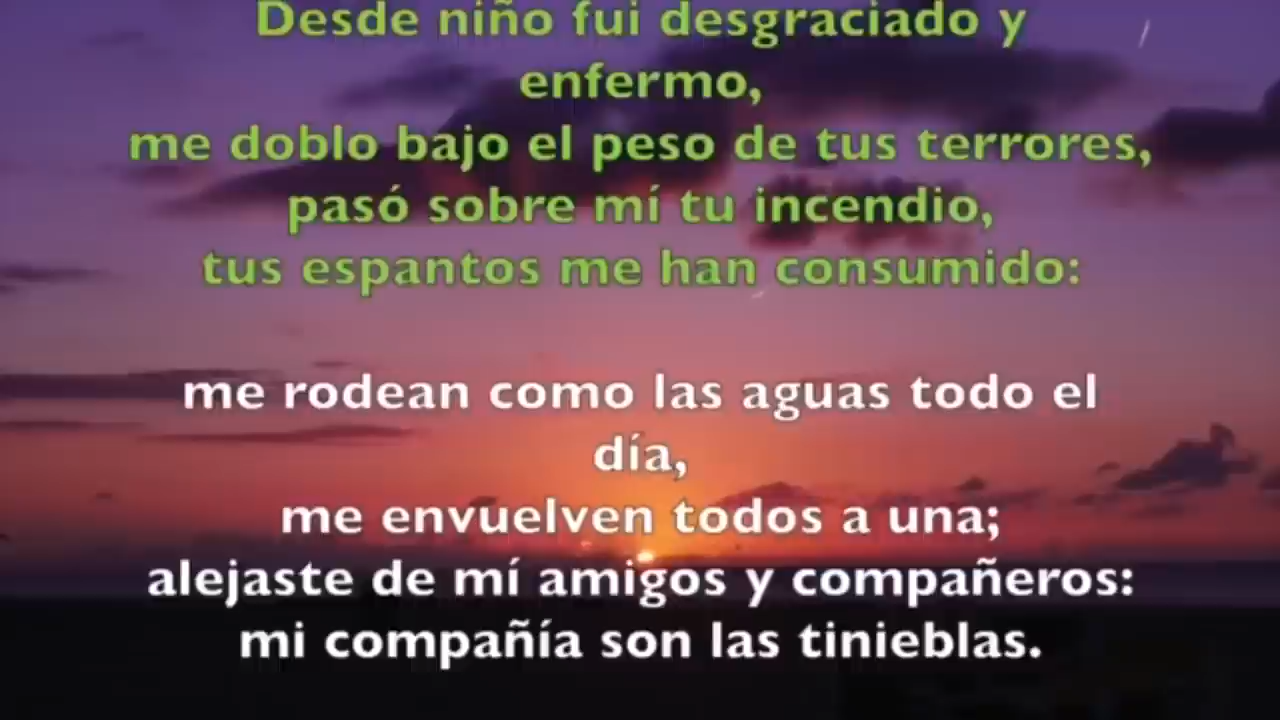 Desde niño fui desgraciado y
enfermo,
me doblo bajo el peso de tus terrores,
pasó sobre mí tu incendio,
tus espantos me han consumido:
me rodean como las aguas todo el
día,
me envuelven todos a una;
alejaste de mí amigos y compañeros:
mi compañía son las tinieblas.